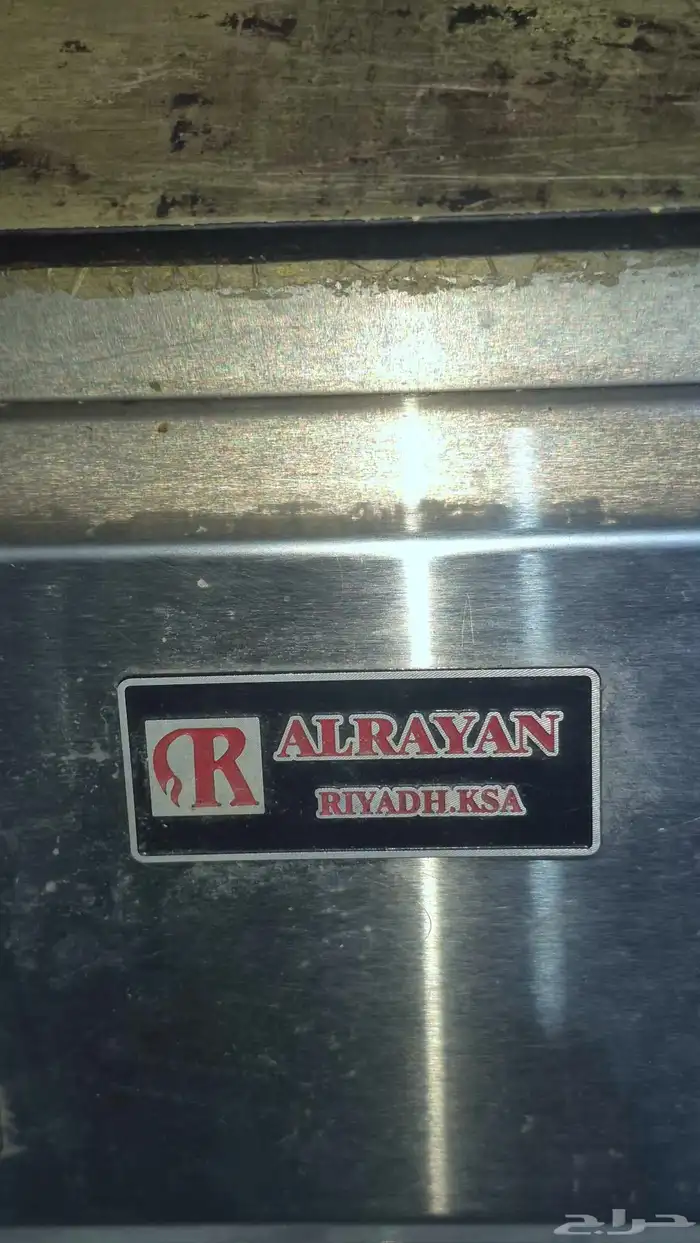 R ALRAYAN
RIYADH.KSA
حراج